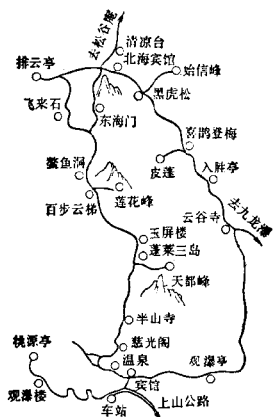 去松谷庵
清凉台
北海宾馆
排云亭
始信峰
飞来石
黑虎松
东海门
喜鹊登梅
皮蓬
鳌鱼洞
入胜亭
莲花峰
百步云梯
云谷寺
去九龙瀑
玉屏楼
蓬莱三岛
天都峰
半山寺
桃源亭
慈光阁
温泉
观瀑亭
宾馆
观瀑楼
车站
上山公路